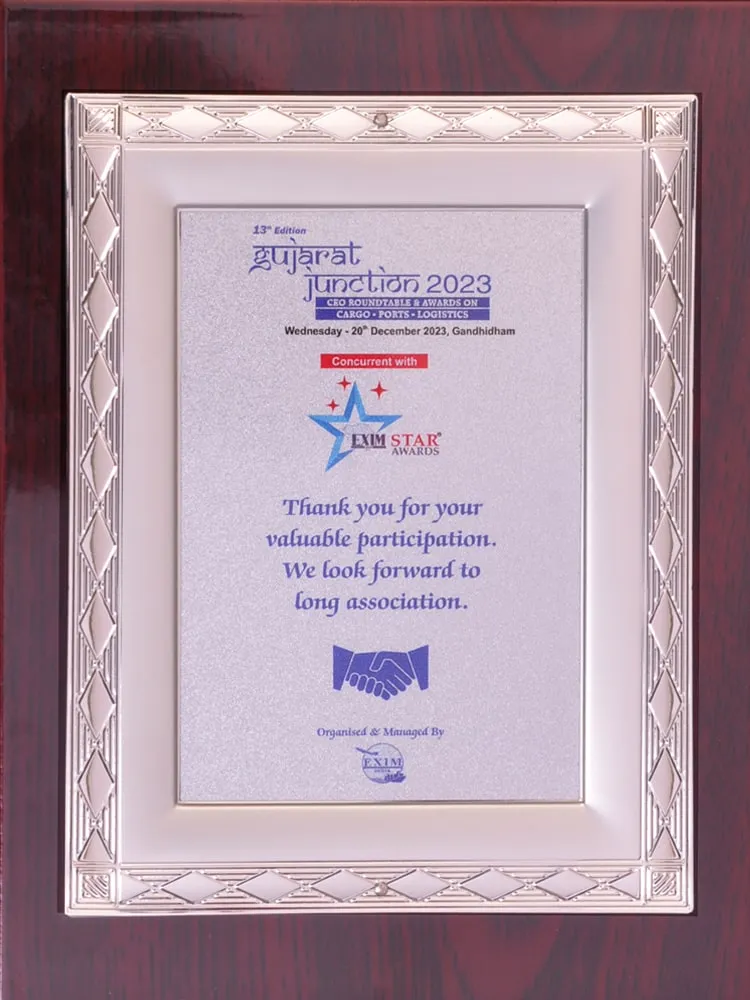 13th Edition
gujarat
junction 2023
CEO ROUNDTABLE & AWARDS ON
CARGO • PORTS • LOGISTICS
Wednesday - 20th December 2023, Gandhidham
Concurrent with
EXIM STAR®
AWARDS
Thank you for your
valuable participation.
We look forward to
long association.
Organised & Managed By
EXIM